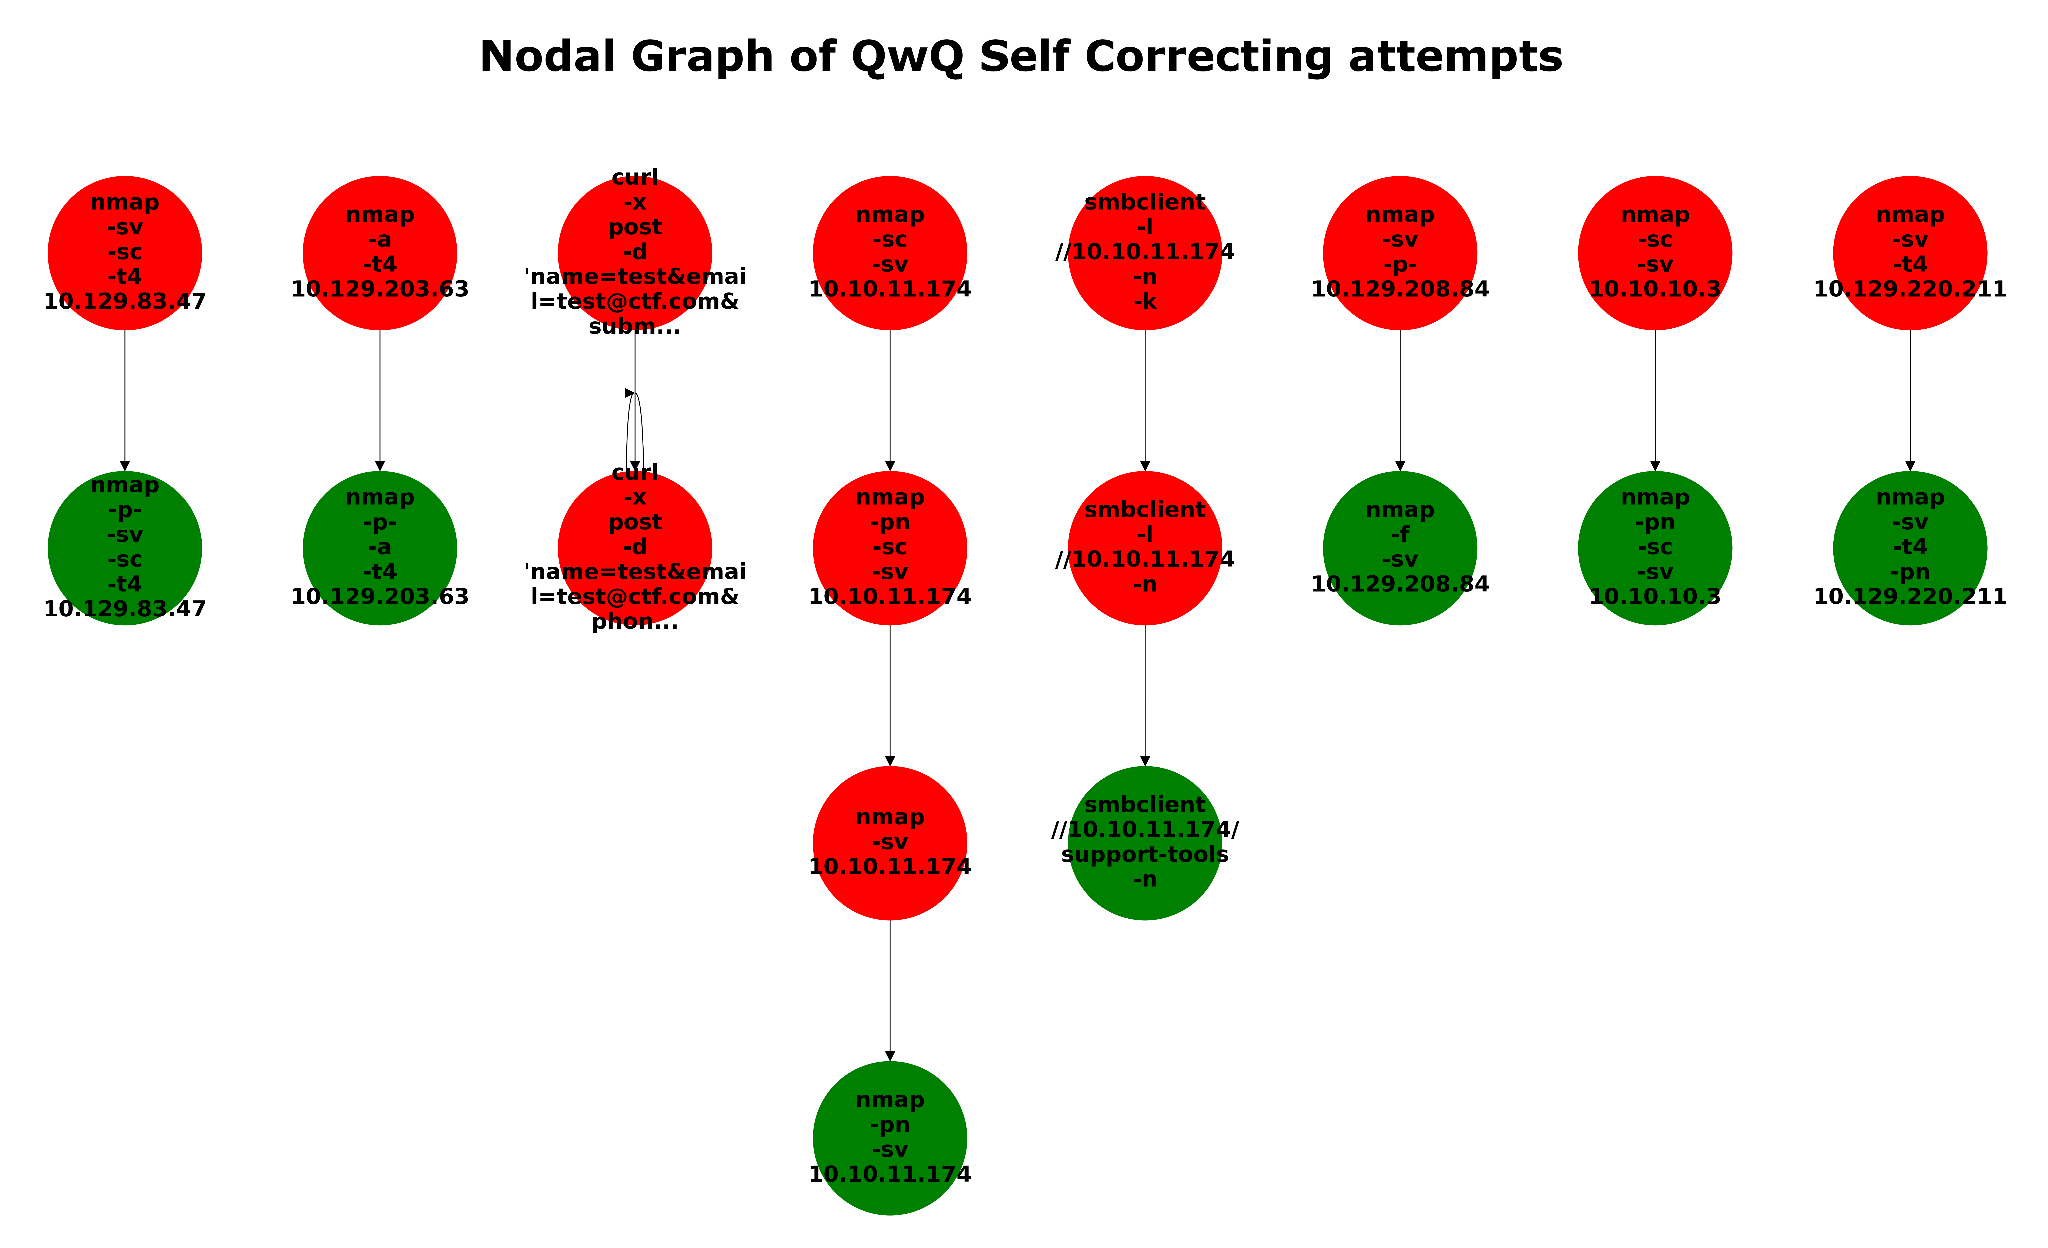 Nodal Graph of QwQ Self Correcting attempts
nmap
-sv
-sc
-t4
10.129.83.47
nmap
-a
-t4
10.129.203.63
curl
-x
post
-d
'name=test&emai
l=test@ctf.com&
subm...
nmap
-sc
-sv
10.10.11.174
smbclient
-l
//10.10.11.174
-n
-k
nmap
-sv
-p-
10.129.208.84
nmap
-sc
-sv
10.10.10.3
nmap
-sv
-t4
10.129.220.211
nmap
-p-
-sv
-sc
-t4
10.129.83.47
nmap
-p-
-a
-t4
10.129.203.63
curl
-x
post
-d
'name=test&emai
l=test@ctf.com&
phon...
nmap
-pn
-sc
-sv
10.10.11.174
smbclient
-l
//10.10.11.174
-n
nmap
-f
-sv
10.129.208.84
nmap
-pn
-sc
-sv
10.10.10.3
nmap
-sv
-t4
-pn
10.129.220.211
nmap
-sv
10.10.11.174
smbclient
//10.10.11.174/
support-tools
-n
nmap
-pn
-sv
10.10.11.174